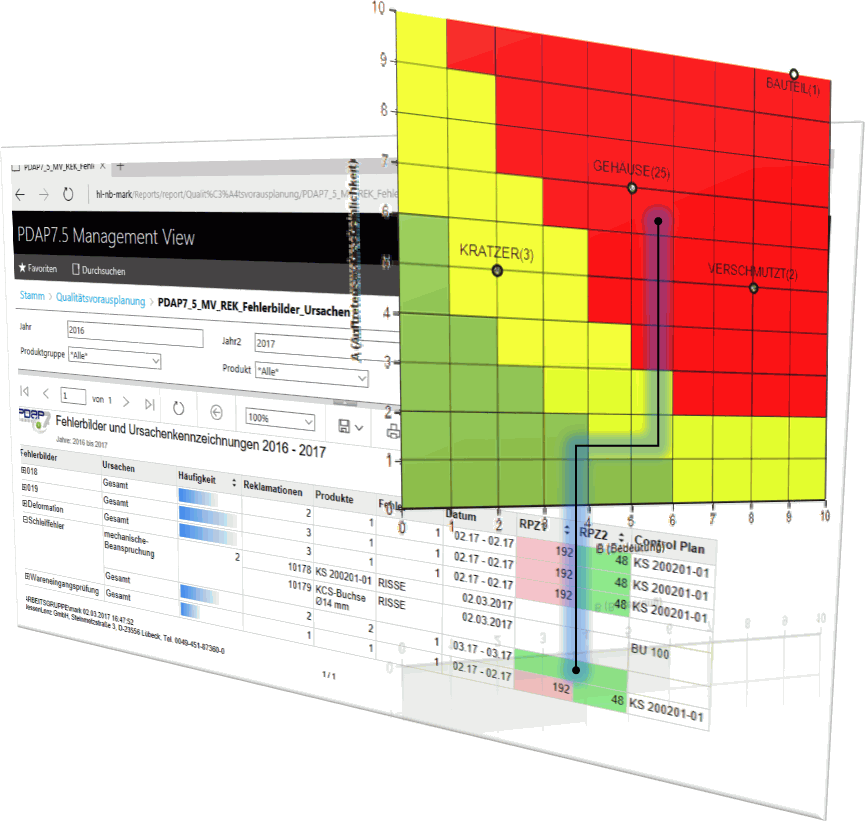 10
9
8
7
6
5
4
3
2
1
0
BAUTEIL(1)
GEHAUSE(25)
KRATZER(3)
VERSCHMUTZT(2)
0 1 2 3 4 5 6 7 8 9 10
B (Bedeutung)
PDAP7_5_MV_REK_Fehl
hl-nb-mark/Reports/report/Qualit%C3%A4tsvorausplanung/PDAP7_5_MV_REK_Fehle
PDAP7.5 Management View
Favoriten Durchsuchen
Stamm > Qualitätsvorausplanung > PDAP7_5_MV_REK_Fehlerbilder_Ursachen
Jahr 2016 Jahr2 2017
Produktgruppe "Alle" Produkt "Alle"
1 von 1 100%
PDAP7
Fehlerbilder und Ursachenkennzeichnungen 2016 - 2017
Jahre: 2016 bis 2017
Fehlerbilder Ursachen Häufigkeit Reklamationen Produkte Fehle Datum RPZ1 RPZ2 Control Plan
018 Gesamt 2 1 1 02.17 - 02.17 192 48 KS 200201-01
019 Gesamt 3 1 1 02.17 - 02.17 192 48 KS 200201-01
Deformation Gesamt 3 1 1 02.17 - 02.17 192 48 KS 200201-01
Schleiffehler mechanische-Beanspruchung 2 10178 KS 200201-01 RISSE 02.03.2017
10179 KCS-Buchse Ø14 mm RISSE 02.03.2017
Gesamt 2 2 1 03.17 - 03.17 BU 100
Wareneingangsprüfung Gesamt 1 1 1 02.17 - 02.17 192 48 KS 200201-01
ARBEITSGRUPPE\mark 02.03.2017 16:47:52
HessenLenz GmbH, Steinmetzstraße 3, D-23556 Lübeck, Tel. 0049-451-87360-0
1/1